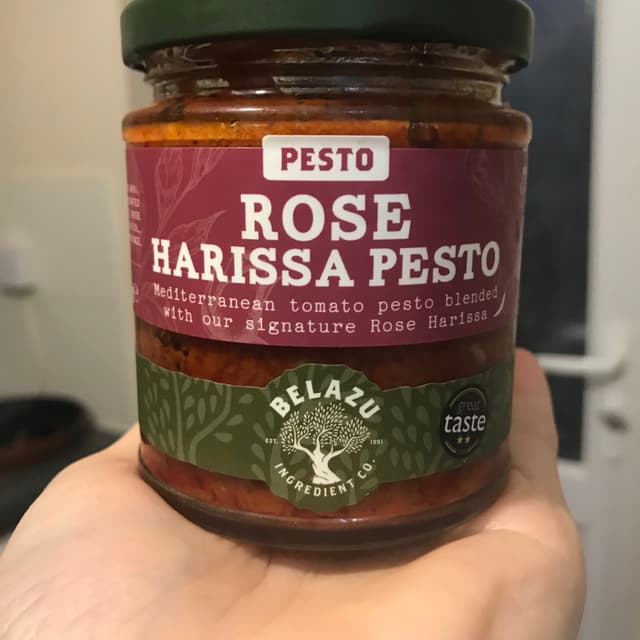 PESTO
ROSE
HARISSA PESTO
Mediterranean tomato pesto blended
with our signature Rose Harissa
BELAZU
EST. 1991
INGREDIENT CO.
great
taste